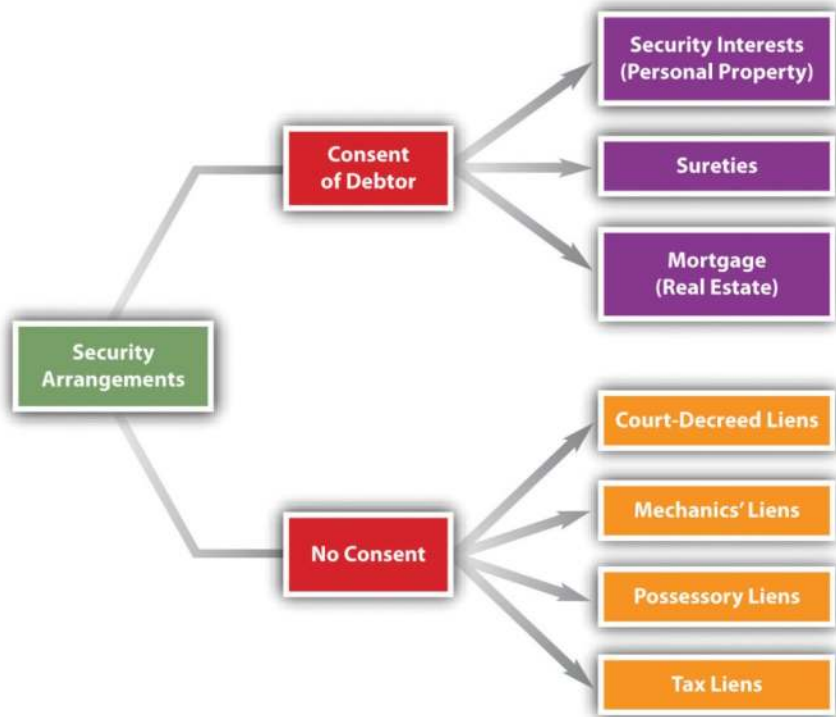 Security Interests
(Personal Property)
Consent
of Debtor
Sureties
Mortgage
(Real Estate)
Security
Arrangements
Court-Decreed Liens
Mechanics' Liens
No Consent
Possessory Liens
Tax Liens